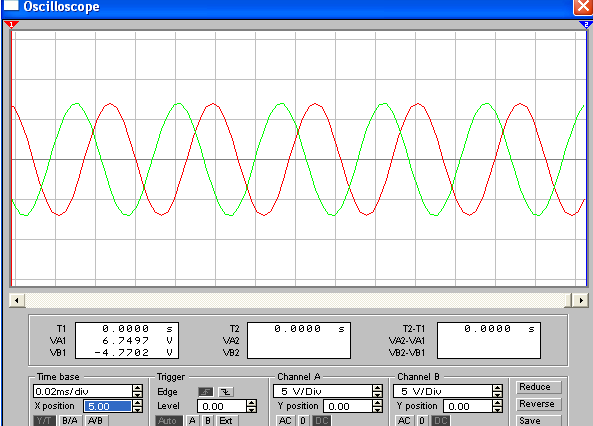 Oscilloscope
1 2
T1 0.0000 s T2 0.0000 s T2-T1 0.0000 s
VA1 6.7497 V VA2 VA2-VA1
VB1 -4.7702 V VB2 VB2-VB1
Time base Trigger Channel A Channel B Reduce
0.02ms/div Edge 5 V/Div 5 V/Div
X position 5.00 Level 0.00 Y position 0.00 Y position 0.00 Reverse
Y/T B/A A/B Auto A B Ext AC 0 DC AC 0 DC Save